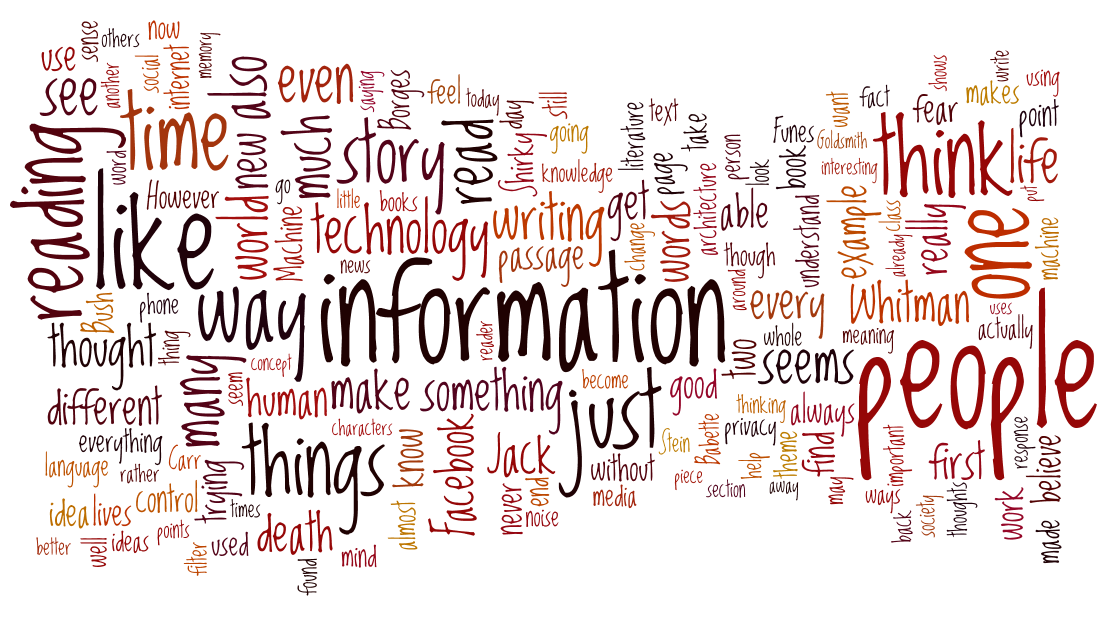 use
sense
others
now
see
another
social
internet
memory
also
even
saying
Borges
feel
today
still
time
reading
word
However
like
world
new
go
Machine
much
story
little
books
read
Shirky
day
going
knowledge
technology
writing
passage
news
get
change
literature
text
page
words
take
architecture
person
look
able
though
around
Funes
book
understand
want
Goldsmith
interesting
fact
fear
shows
makes
write
using
point
think
life
put
example
already
Class
really
one
machine
Bush
phone
thought
thing
way
information
reader
concept
every
Whitman
uses
actually
whole
meaning
two
seems
people
different
many
seem
human
make
something
become
good
just
everything
characters
things
know
Facebook
Jack
without
media
Stein
piece
Babette
section
thinking
privacy
help
theme
away
always
find
may
important
ways
first
response
believe
language
rather
Carr
trying
times
idea
lives
control
points
better
well
ideas
filter
used
death
found
mind
almost
never
end
noise
back
society
thoughts
work
made